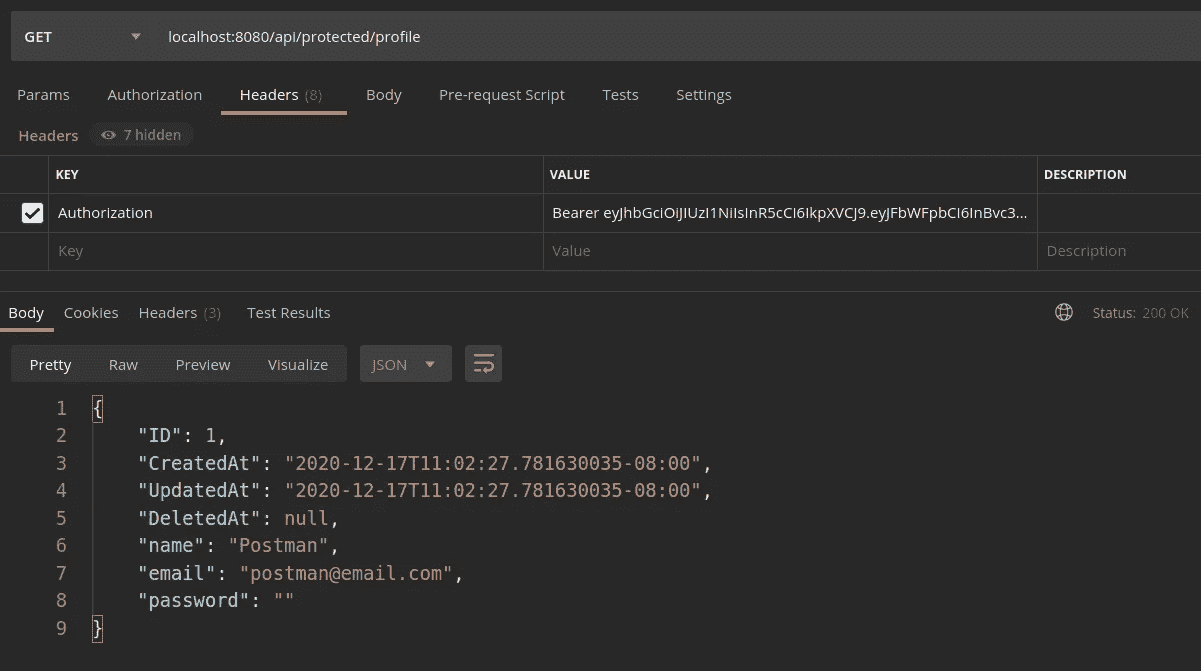 GET localhost:8080/api/protected/profile
Params Authorization Headers (8) Body Pre-request Script Tests Settings
Headers 7 hidden
KEY VALUE DESCRIPTION
Authorization Bearer eyJhbGciOiJIUzI1NiIsInR5cCI6IkpXVCJ9.eyJFbWFpbCI6InBvc3...
Key Value Description
Body Cookies Headers (3) Test Results Status: 200 OK
Pretty Raw Preview Visualize JSON
1 {
2 "ID": 1,
3 "CreatedAt": "2020-12-17T11:02:27.781630035-08:00",
4 "UpdatedAt": "2020-12-17T11:02:27.781630035-08:00",
5 "DeletedAt": null,
6 "name": "Postman",
7 "email": "postman@email.com",
8 "password": ""
9 }